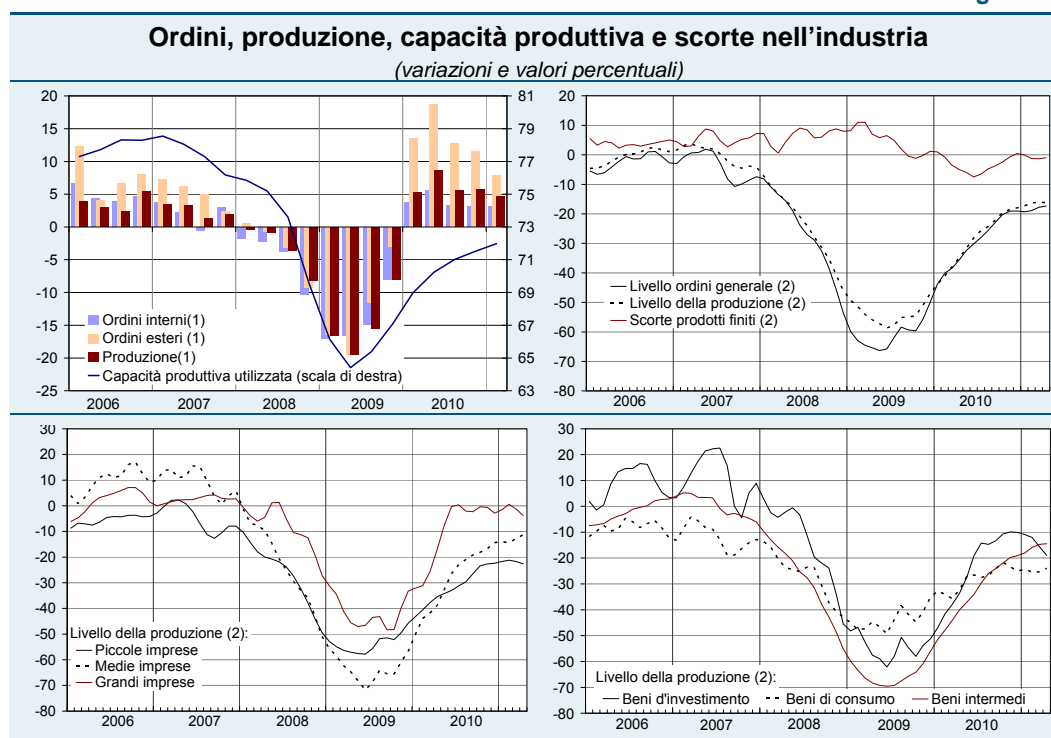 Ordini, produzione, capacità produttiva e scorte nell'industria
(variazioni e valori percentuali)
20
15
10
5
0
-5
-10
-15
-20
-25
81
79
77
75
73
71
69
67
65
63
Ordini interni(1)
Ordini esteri (1)
Produzione(1)
Capacità produttiva utilizzata (scala di destra)
2006 2007 2008 2009 2010
20
10
0
-10
-20
-30
-40
-50
-60
-70
-80
Livello ordini generale (2)
Livello della produzione (2)
Scorte prodotti finiti (2)
2006 2007 2008 2009 2010
30
20
10
0
-10
-20
-30
-40
-50
-60
-70
-80
Livello della produzione (2):
Piccole imprese
Medie imprese
Grandi imprese
2006 2007 2008 2009 2010
30
20
10
0
-10
-20
-30
-40
-50
-60
-70
-80
Livello della produzione (2):
Beni d'investimento Beni di consumo Beni intermedi
2006 2007 2008 2009 2010